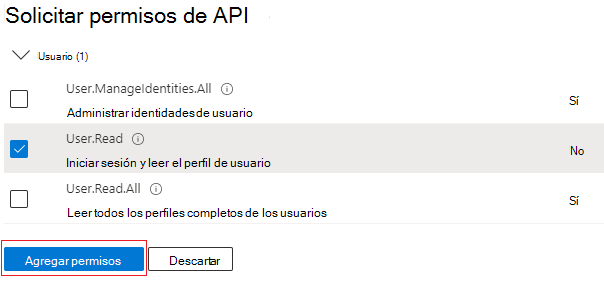 Solicitar permisos de API
Usuario (1)
User.ManageIdentities.All
Administrar identidades de usuario
Sí
User.Read
Iniciar sesión y leer el perfil de usuario
No
User.Read.All
Leer todos los perfiles completos de los usuarios
Sí
Agregar permisos
Descartar